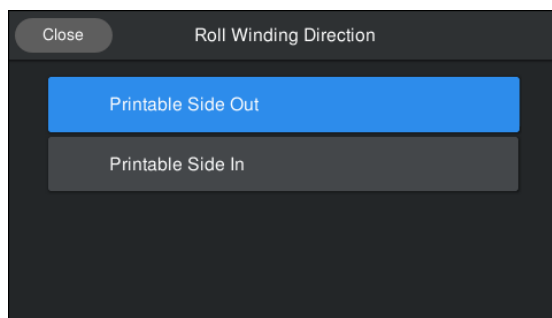 Close
Roll Winding Direction
Printable Side Out
Printable Side In